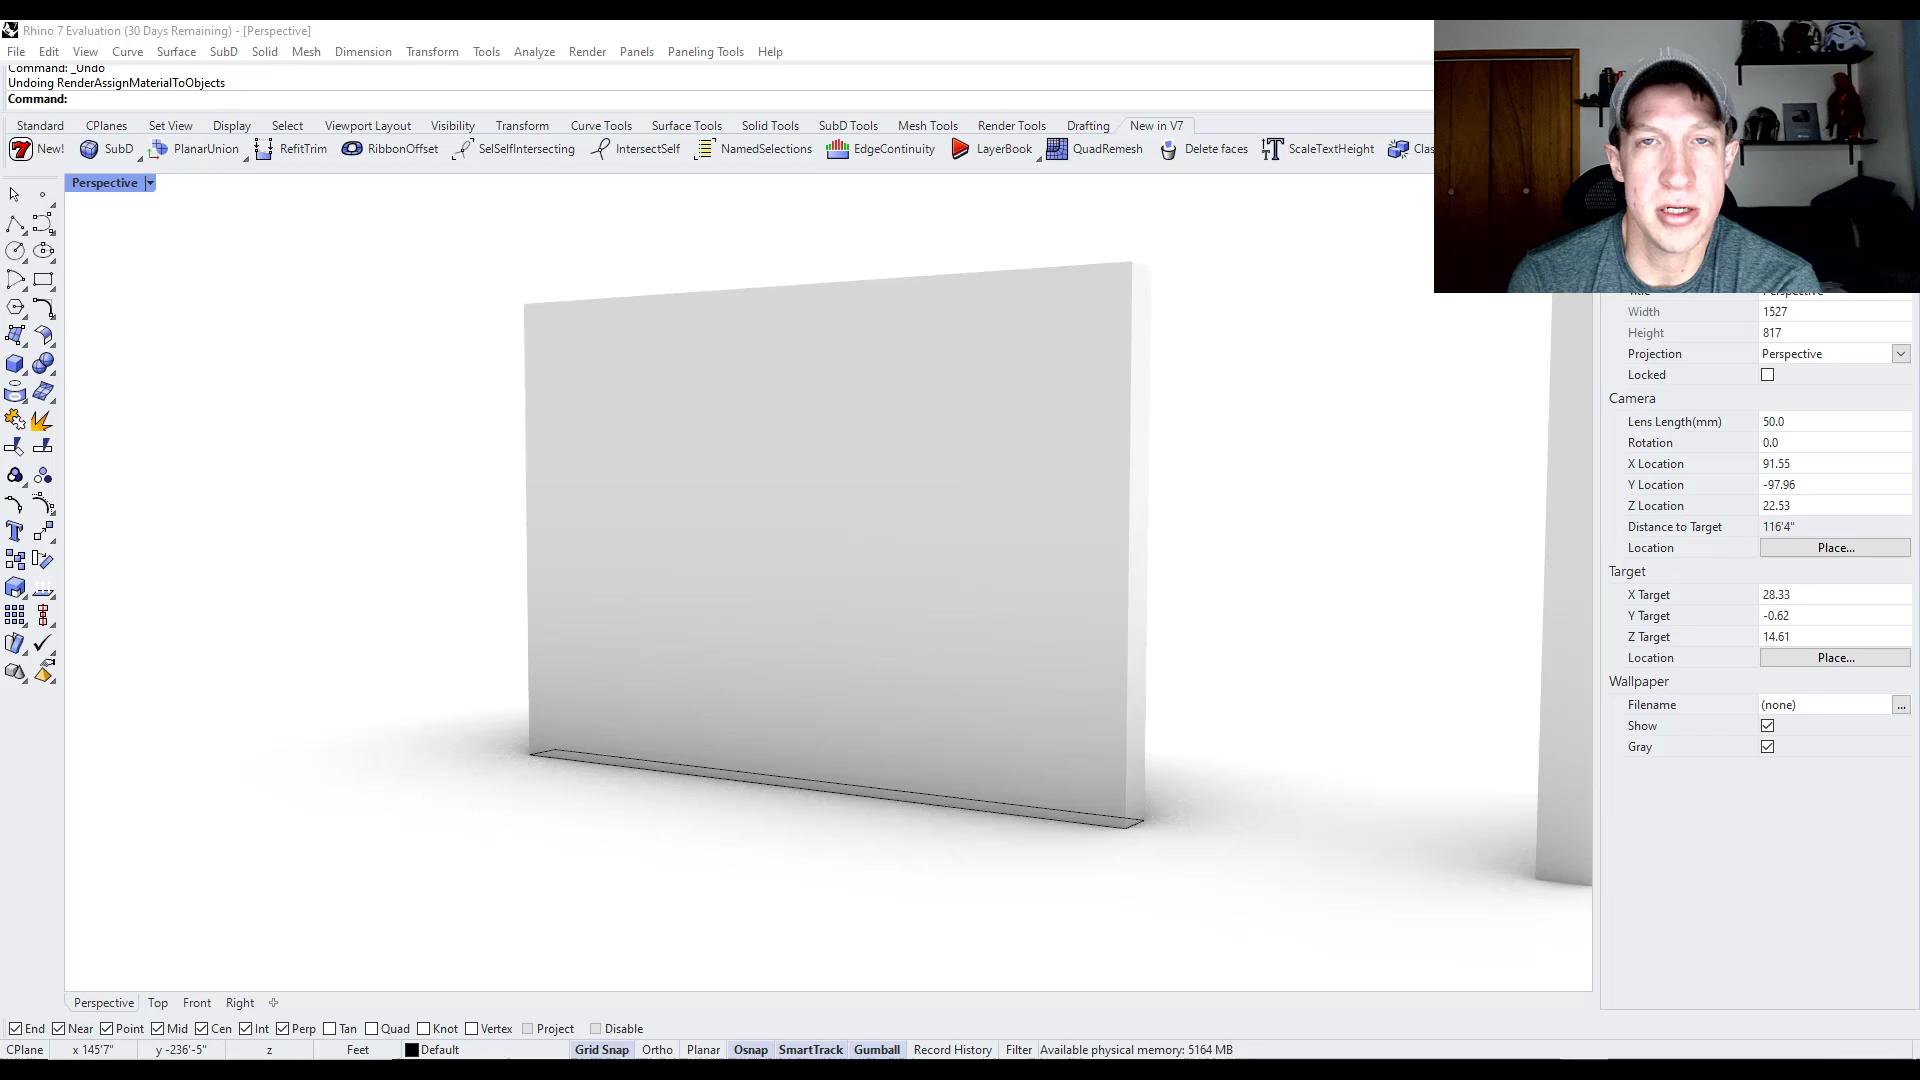 Rhino 7 Evaluation (30 Days Remaining) - [Perspective]
File Edit View Curve Surface SubD Solid Mesh Dimension Transform Tools Analyze Render Panels Paneling Tools Help
Command: _Undo
Undoing RenderAssignMaterialToObjects
Command:
Standard CPlanes Set View Display Select Viewport Layout Visibility Transform Curve Tools Surface Tools Solid Tools SubD Tools Mesh Tools Render Tools Drafting New in V7
7 New! SubD PlanarUnion RefitTrim RibbonOffset SelSelfIntersecting IntersectSelf NamedSelections EdgeContinuity LayerBook QuadRemesh Delete faces ScaleTextHeight Clas
Perspective
Title Perspective
Width 1527
Height 817
Projection Perspective
Locked
Camera
Lens Length(mm) 50.0
Rotation 0.0
X Location 91.55
Y Location -97.96
Z Location 22.53
Distance to Target 116'4"
Location Place...
Target
X Target 28.33
Y Target -0.62
Z Target 14.61
Location Place...
Wallpaper
Filename (none) ...
Show
Gray
Perspective Top Front Right
End Near Point Mid Cen Int Perp Tan Quad Knot Vertex Project Disable
CPlane x 145'7" y -236'-5" z Feet Default Grid Snap Ortho Planar Osnap SmartTrack Gumball Record History Filter Available physical memory: 5164 MB